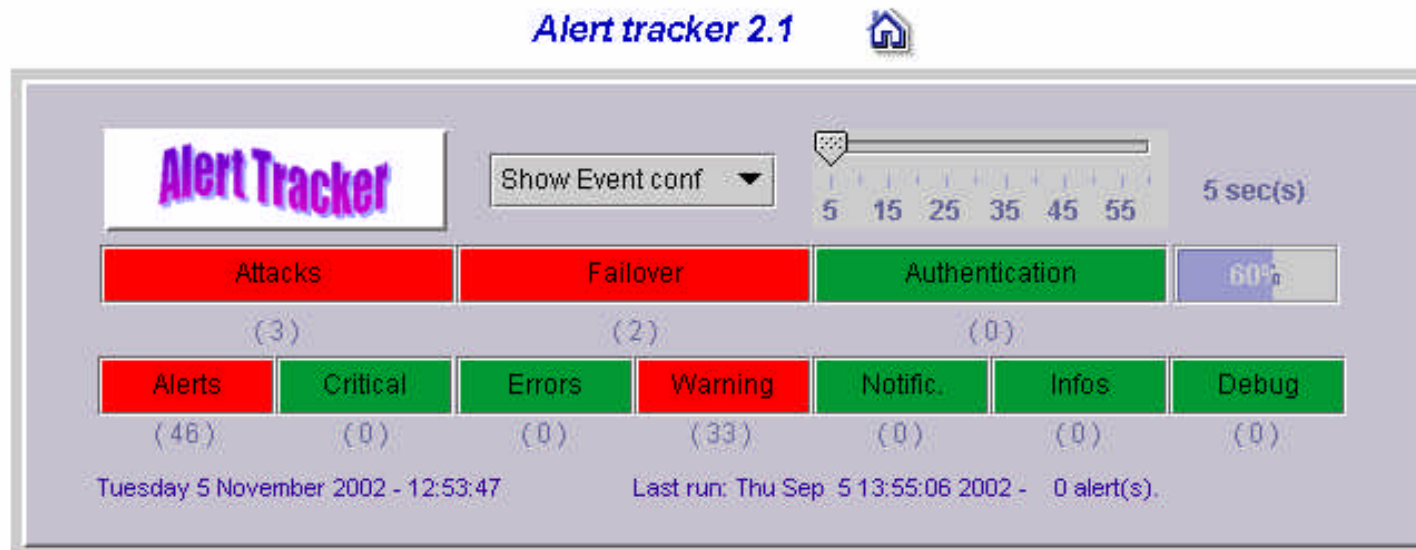 Alert tracker 2.1
Alert Tracker
Show Event conf
5 15 25 35 45 55
5 sec(s)
Attacks Failover Authentication 60%
(3) (2) (0)
Alerts Critical Errors Warning Notific. Infos Debug
(46) (0) (0) (33) (0) (0) (0)
Tuesday 5 November 2002 - 12:53:47 Last run: Thu Sep 5 13:55:06 2002 - 0 alert(s).